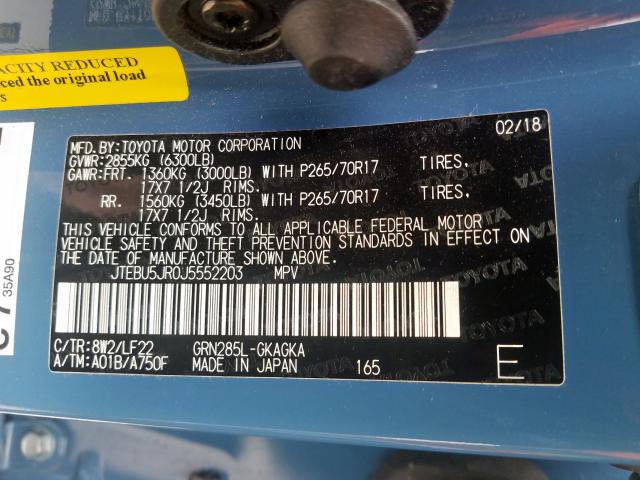 ACITY REDUCED
ced the original load
s
35A90
MFD. BY: TOYOTA MOTOR CORPORATION 02/18
GVWR: 2855KG (6300LB)
GAWR: FRT. 1360KG (3000LB) WITH P265/70R17 TIRES,
17X7 1/2J RIMS.
RR. 1560KG (3450LB) WITH P265/70R17 TIRES,
17X7 1/2J RIMS.
THIS VEHICLE CONFORMS TO ALL APPLICABLE FEDERAL MOTOR
VEHICLE SAFETY AND THEFT PREVENTION STANDARDS IN EFFECT ON
THE DATE OF MANUFACTURE SHOWN ABOVE.
JTEBU5JR0J5552203 MPV
C/TR: 8W2/LF22 GRN285L-GKAGKA
A/TM: A01B/A750F MADE IN JAPAN 165 E